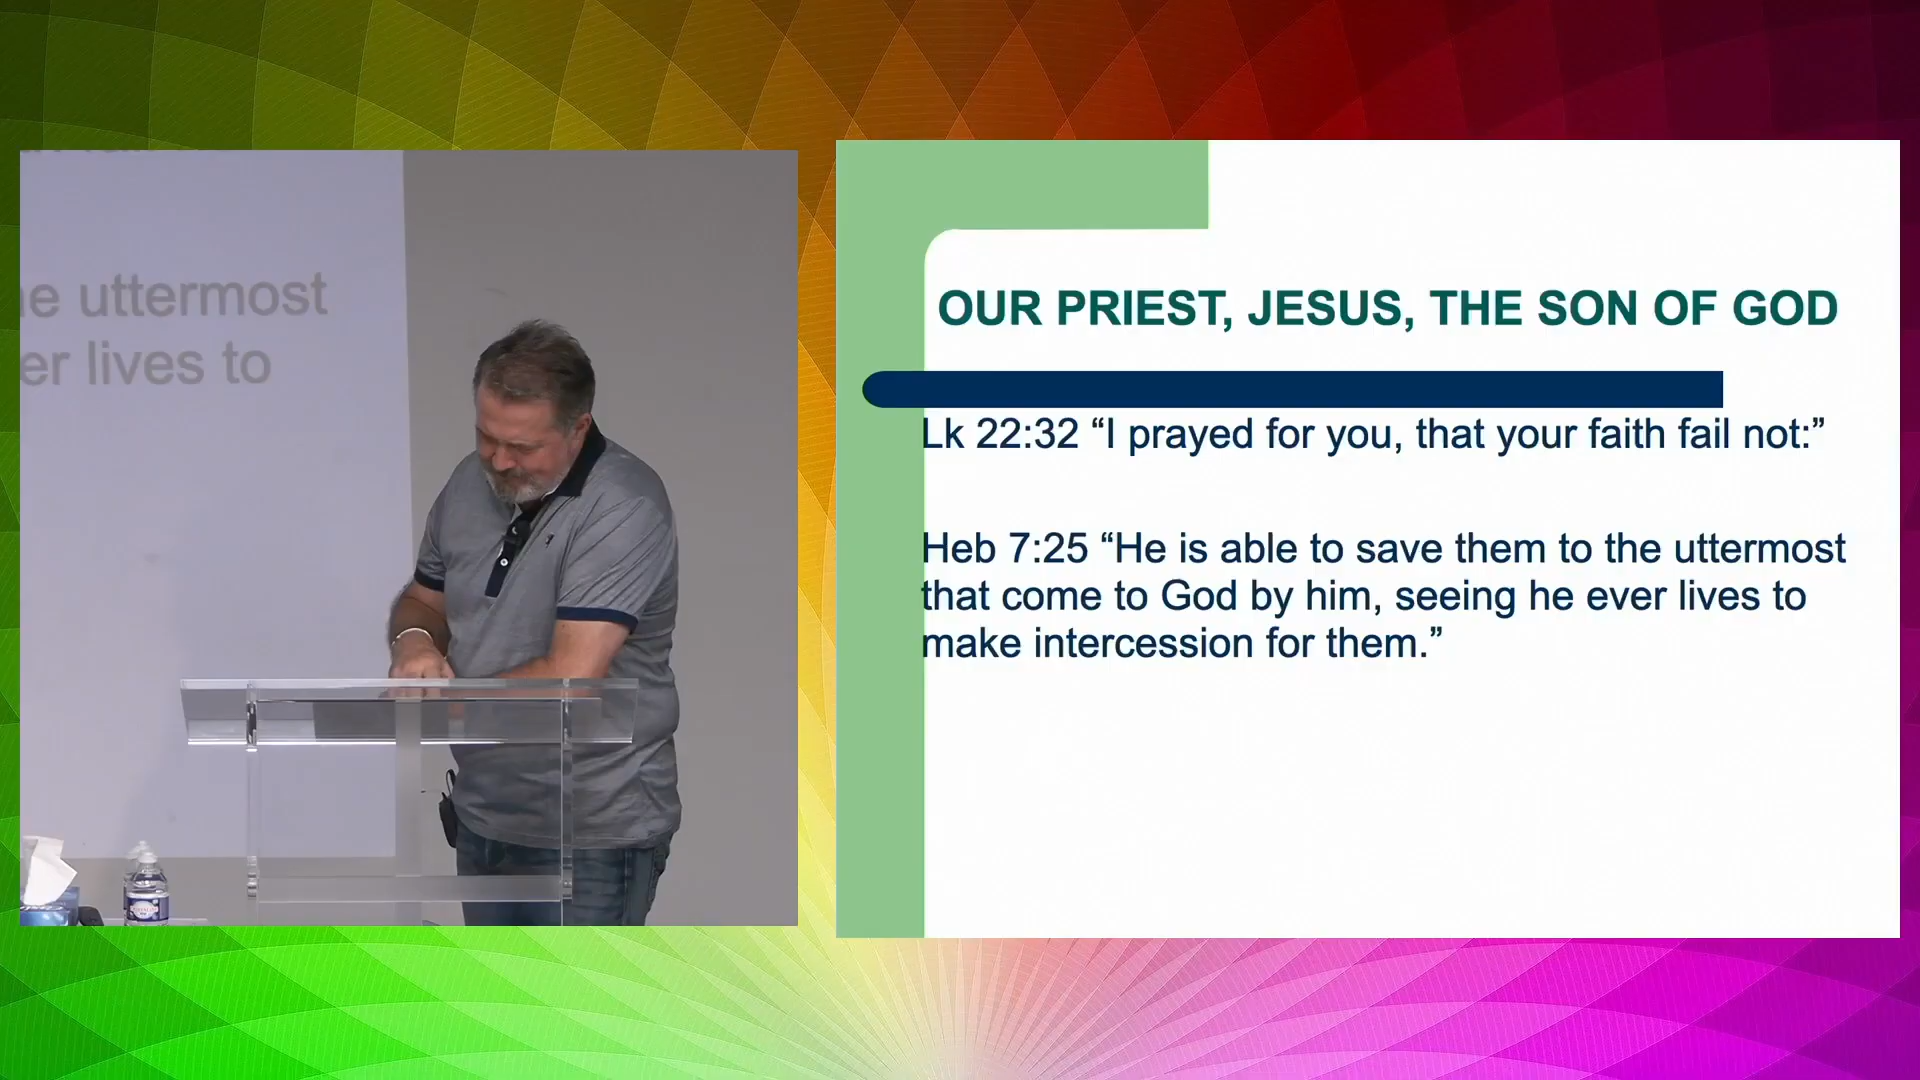 he uttermost
er lives to
OUR PRIEST, JESUS, THE SON OF GOD
Lk 22:32 “I prayed for you, that your faith fail not:”
Heb 7:25 “He is able to save them to the uttermost
that come to God by him, seeing he ever lives to
make intercession for them.”